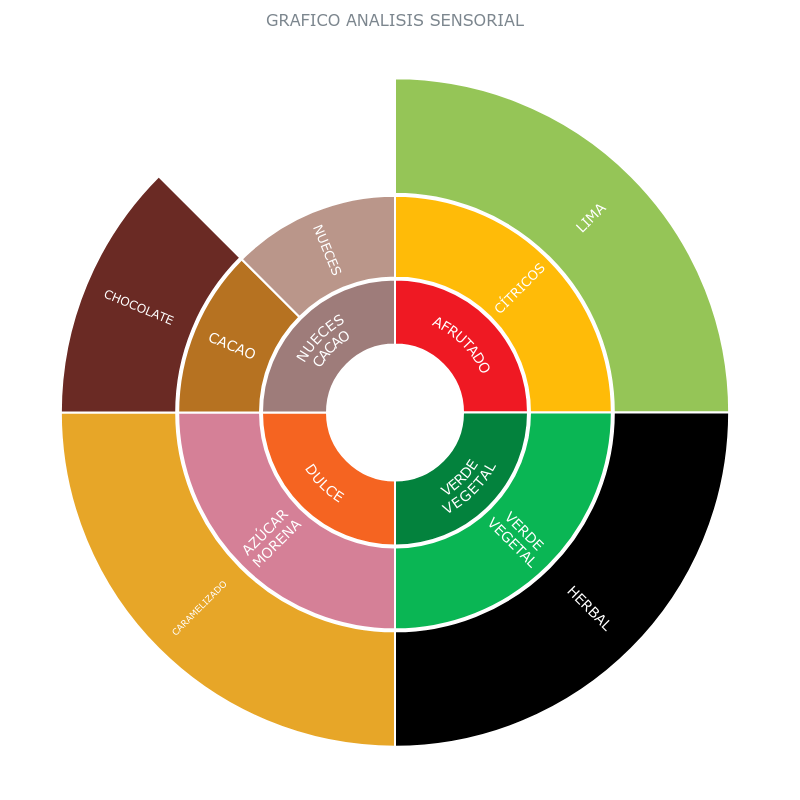 GRAFICO ANALISIS SENSORIAL
LIMA
CÍTRICOS
AFRUTADO
NUECES
NUECES
CACAO
CACAO
CHOCOLATE
DULCE
AZÚCAR
MORENA
CARAMELIZADO
VERDE
VEGETAL
VERDE
VEGETAL
HERBAL